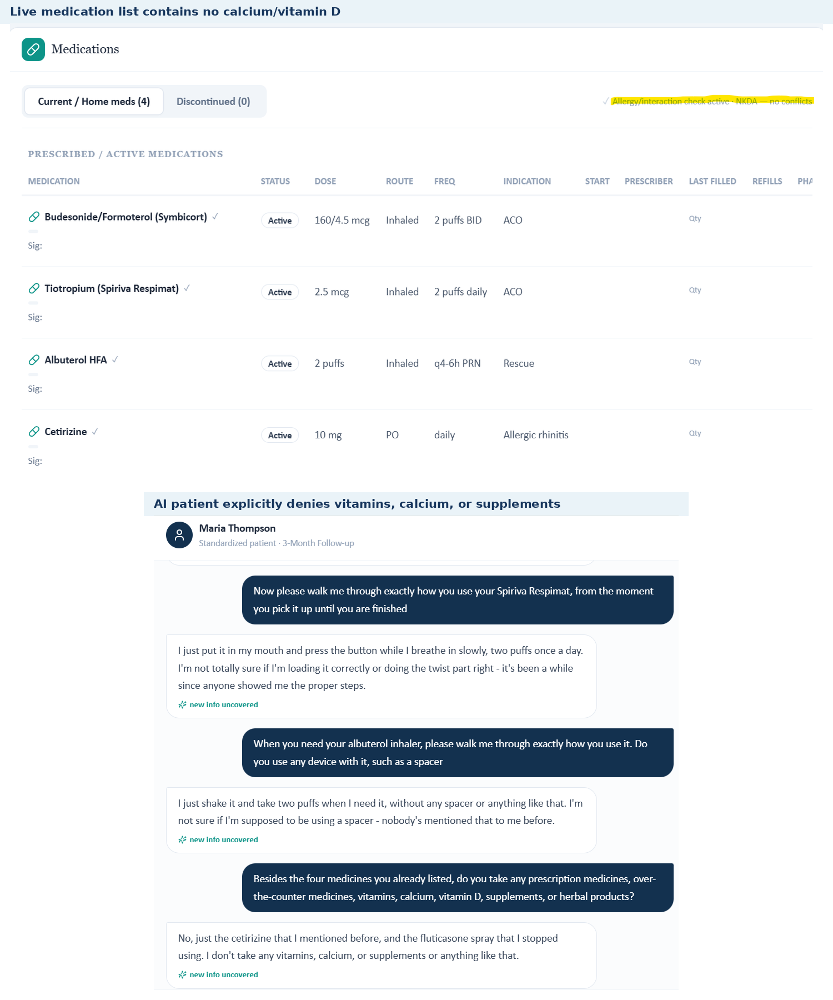 Live medication list contains no calcium/vitamin D
Medications
Current / Home meds (4)
Discontinued (0)
✓ Allergy/interaction check active · NKDA — no conflicts
PRESCRIBED / ACTIVE MEDICATIONS
MEDICATION STATUS DOSE ROUTE FREQ INDICATION START PRESCRIBER LAST FILLED REFILLS PHA
Budesonide/Formoterol (Symbicort) ✓ Active 160/4.5 mcg Inhaled 2 puffs BID ACO Qty
Sig:
Tiotropium (Spiriva Respimat) ✓ Active 2.5 mcg Inhaled 2 puffs daily ACO Qty
Sig:
Albuterol HFA ✓ Active 2 puffs Inhaled q4-6h PRN Rescue Qty
Sig:
Cetirizine ✓ Active 10 mg PO daily Allergic rhinitis Qty
Sig:
AI patient explicitly denies vitamins, calcium, or supplements
Maria Thompson
Standardized patient · 3-Month Follow-up
Now please walk me through exactly how you use your Spiriva Respimat, from the moment
you pick it up until you are finished
I just put it in my mouth and press the button while I breathe in slowly, two puffs once a day.
I'm not totally sure if I'm loading it correctly or doing the twist part right - it's been a while
since anyone showed me the proper steps.
new info uncovered
When you need your albuterol inhaler, please walk me through exactly how you use it. Do
you use any device with it, such as a spacer
I just shake it and take two puffs when I need it, without any spacer or anything like that. I'm
not sure if I'm supposed to be using a spacer - nobody's mentioned that to me before.
new info uncovered
Besides the four medicines you already listed, do you take any prescription medicines, over-
the-counter medicines, vitamins, calcium, vitamin D, supplements, or herbal products?
No, just the cetirizine that I mentioned before, and the fluticasone spray that I stopped
using. I don't take any vitamins, calcium, or supplements or anything like that.
new info uncovered